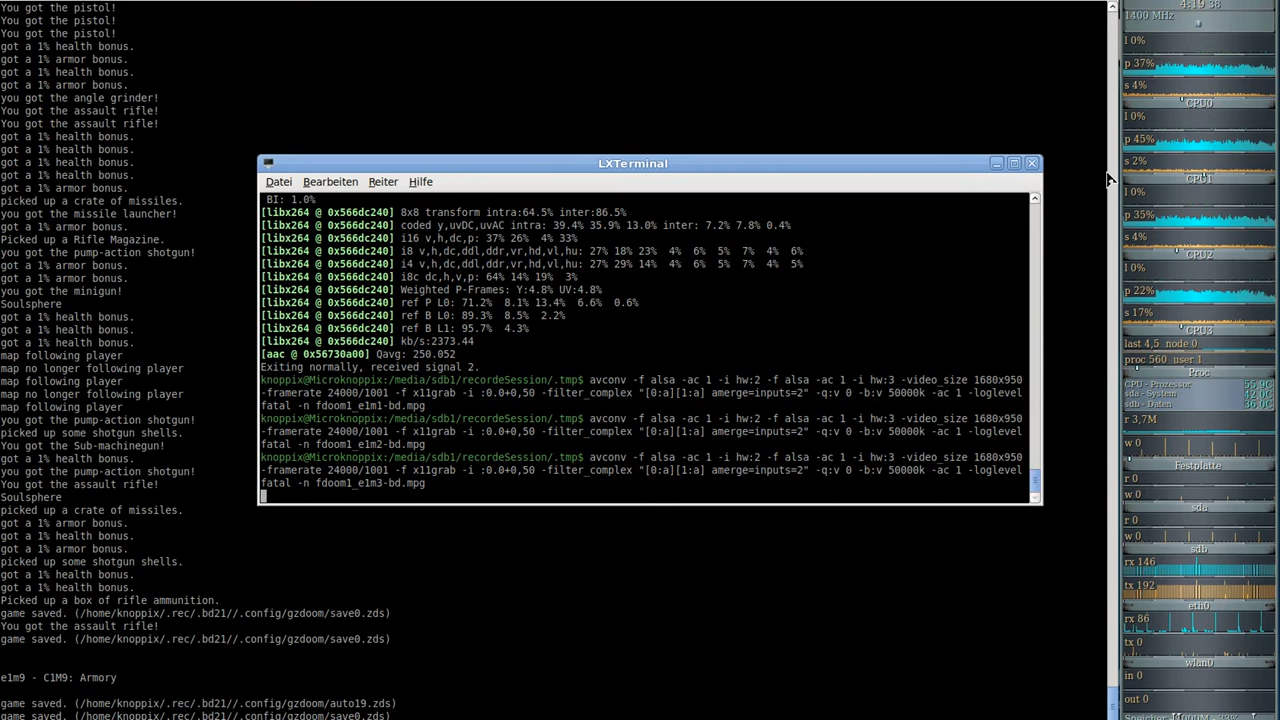 You got the pistol!
You got the pistol!
You got the pistol!
got a 1% health bonus.
got a 1% armor bonus.
got a 1% health bonus.
got a 1% armor bonus.
you got the angle grinder!
You got the assault rifle!
You got the assault rifle!
got a 1% health bonus.
got a 1% health bonus.
got a 1% health bonus.
got a 1% health bonus.
got a 1% armor bonus.
picked up a crate of missiles.
you got the missile launcher!
got a 1% armor bonus.
Picked up a Rifle Magazine.
you got the pump-action shotgun!
got a 1% armor bonus.
got a 1% armor bonus.
you got the minigun!
Soulsphere
got a 1% health bonus.
got a 1% health bonus.
got a 1% health bonus.
map following player
map no longer following player
map following player
map no longer following player
map following player
you got the pump-action shotgun!
picked up some shotgun shells.
You got the Sub-machinegun!
got a 1% health bonus.
you got the pump-action shotgun!
you got the assault rifle!
Soulsphere
picked up a crate of missiles.
got a 1% armor bonus.
got a 1% health bonus.
got a 1% armor bonus.
picked up some shotgun shells.
got a 1% health bonus.
got a 1% health bonus.
Picked up a box of rifle ammunition.
game saved. (/home/knoppix/.rec/.bd21//.config/gzdoom/save0.zds)
You got the assault rifle!
game saved. (/home/knoppix/.rec/.bd21//.config/gzdoom/save0.zds)
e1m9 - C1M9: Armory
game saved. (/home/knoppix/.rec/.bd21//.config/gzdoom/auto19.zds)
game saved. (/home/knoppix/.rec/.bd21//.config/gzdoom/save0.zds)
LXTerminal
Datei Bearbeiten Reiter Hilfe
BI: 1.0%
[libx264 @ 0x566dc240] 8x8 transform intra:64.5% inter:86.5%
[libx264 @ 0x566dc240] coded y,uvDC,uvAC intra: 39.4% 35.9% 13.0% inter: 7.2% 7.8% 0.4%
[libx264 @ 0x566dc240] i16 v,h,dc,p: 37% 26%  4% 33%
[libx264 @ 0x566dc240] i8 v,h,dc,ddl,ddr,vr,hd,vl,hu: 27% 18% 23%  4%  6%  5%  7%  4%  6%
[libx264 @ 0x566dc240] i4 v,h,dc,ddl,ddr,vr,hd,vl,hu: 27% 29% 14%  4%  6%  5%  7%  4%  5%
[libx264 @ 0x566dc240] i8c dc,h,v,p: 64% 14% 19%  3%
[libx264 @ 0x566dc240] Weighted P-Frames: Y:4.8% UV:4.8%
[libx264 @ 0x566dc240] ref P L0: 71.2%  8.1% 13.4%  6.6%  0.6%
[libx264 @ 0x566dc240] ref B L0: 89.3%  8.5%  2.2%
[libx264 @ 0x566dc240] ref B L1: 95.7%  4.3%
[libx264 @ 0x566dc240] kb/s:2373.44
[aac @ 0x56730a00] Qavg: 250.052
Exiting normally, received signal 2.
knoppix@Microknoppix:/media/sdb1/recordeSession/.tmp$ avconv -f alsa -ac 1 -i hw:2 -f alsa -ac 1 -i hw:3 -video_size 1680x950
-framerate 24000/1001 -f x11grab -i :0.0+0,50 -filter_complex "[0:a][1:a] amerge=inputs=2" -q:v 0 -b:v 50000k -ac 1 -loglevel
fatal -n fdoom1_e1m1-bd.mpg
knoppix@Microknoppix:/media/sdb1/recordeSession/.tmp$ avconv -f alsa -ac 1 -i hw:2 -f alsa -ac 1 -i hw:3 -video_size 1680x950
-framerate 24000/1001 -f x11grab -i :0.0+0,50 -filter_complex "[0:a][1:a] amerge=inputs=2" -q:v 0 -b:v 50000k -ac 1 -loglevel
fatal -n fdoom1_e1m2-bd.mpg
knoppix@Microknoppix:/media/sdb1/recordeSession/.tmp$ avconv -f alsa -ac 1 -i hw:2 -f alsa -ac 1 -i hw:3 -video_size 1680x950
-framerate 24000/1001 -f x11grab -i :0.0+0,50 -filter_complex "[0:a][1:a] amerge=inputs=2" -q:v 0 -b:v 50000k -ac 1 -loglevel
fatal -n fdoom1_e1m3-bd.mpg
4:19 38
1400 MHz
l 0%
p 37%
s 4%
CPU0
l 0%
p 45%
s 2%
CPU1
l 0%
p 35%
s 4%
CPU2
l 0%
p 22%
s 17%
CPU3
last 4,5 node 0
proc 560 user 1
Proc
CPU - Prozessor 55,9C
sda - System 42,0C
sdb - Daten 36,0C
r 3,7M
w 0
Festplatte
r 0
w 0
sda
r 0
w 0
sdb
rx 146
tx 192
eth0
rx 86
tx 0
wlan0
in 0
out 0